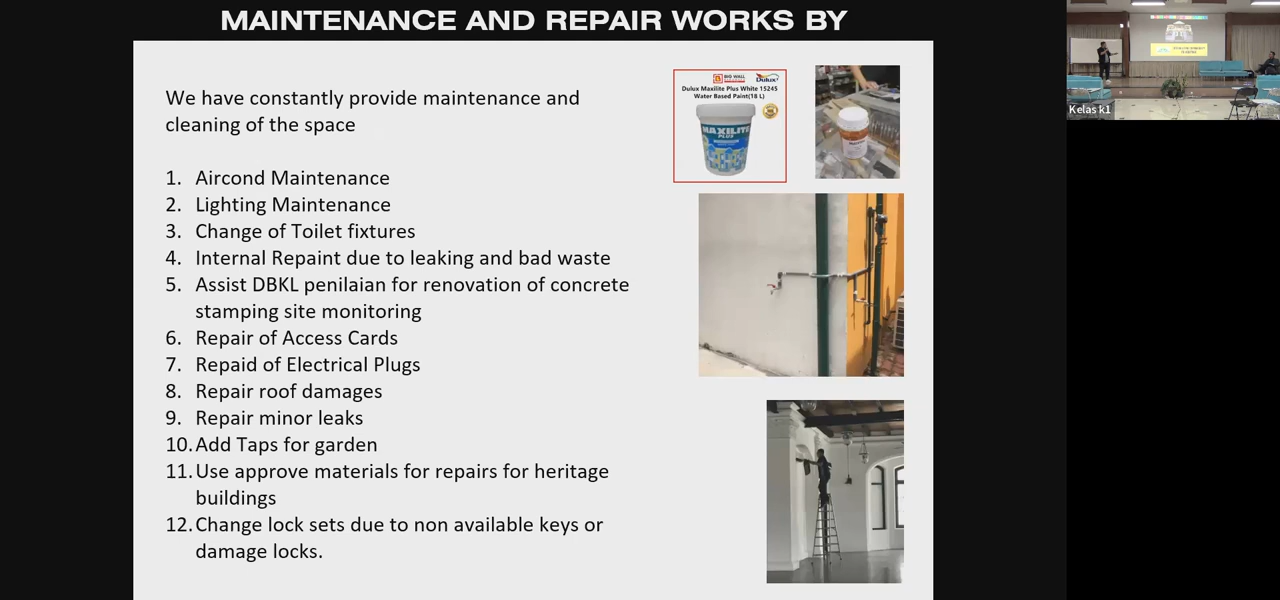 MAINTENANCE AND REPAIR WORKS BY
We have constantly provide maintenance and
cleaning of the space
1. Aircond Maintenance
2. Lighting Maintenance
3. Change of Toilet fixtures
4. Internal Repaint due to leaking and bad waste
5. Assist DBKL penilaian for renovation of concrete
stamping site monitoring
6. Repair of Access Cards
7. Repaid of Electrical Plugs
8. Repair roof damages
9. Repair minor leaks
10. Add Taps for garden
11. Use approve materials for repairs for heritage
buildings
12. Change lock sets due to non available keys or
damage locks.
BIG WALL
Dulux
Dulux Maxilite Plus White 15245
Water Based Paint(18 L)
MAXILITE
PLUS
Kelas k1